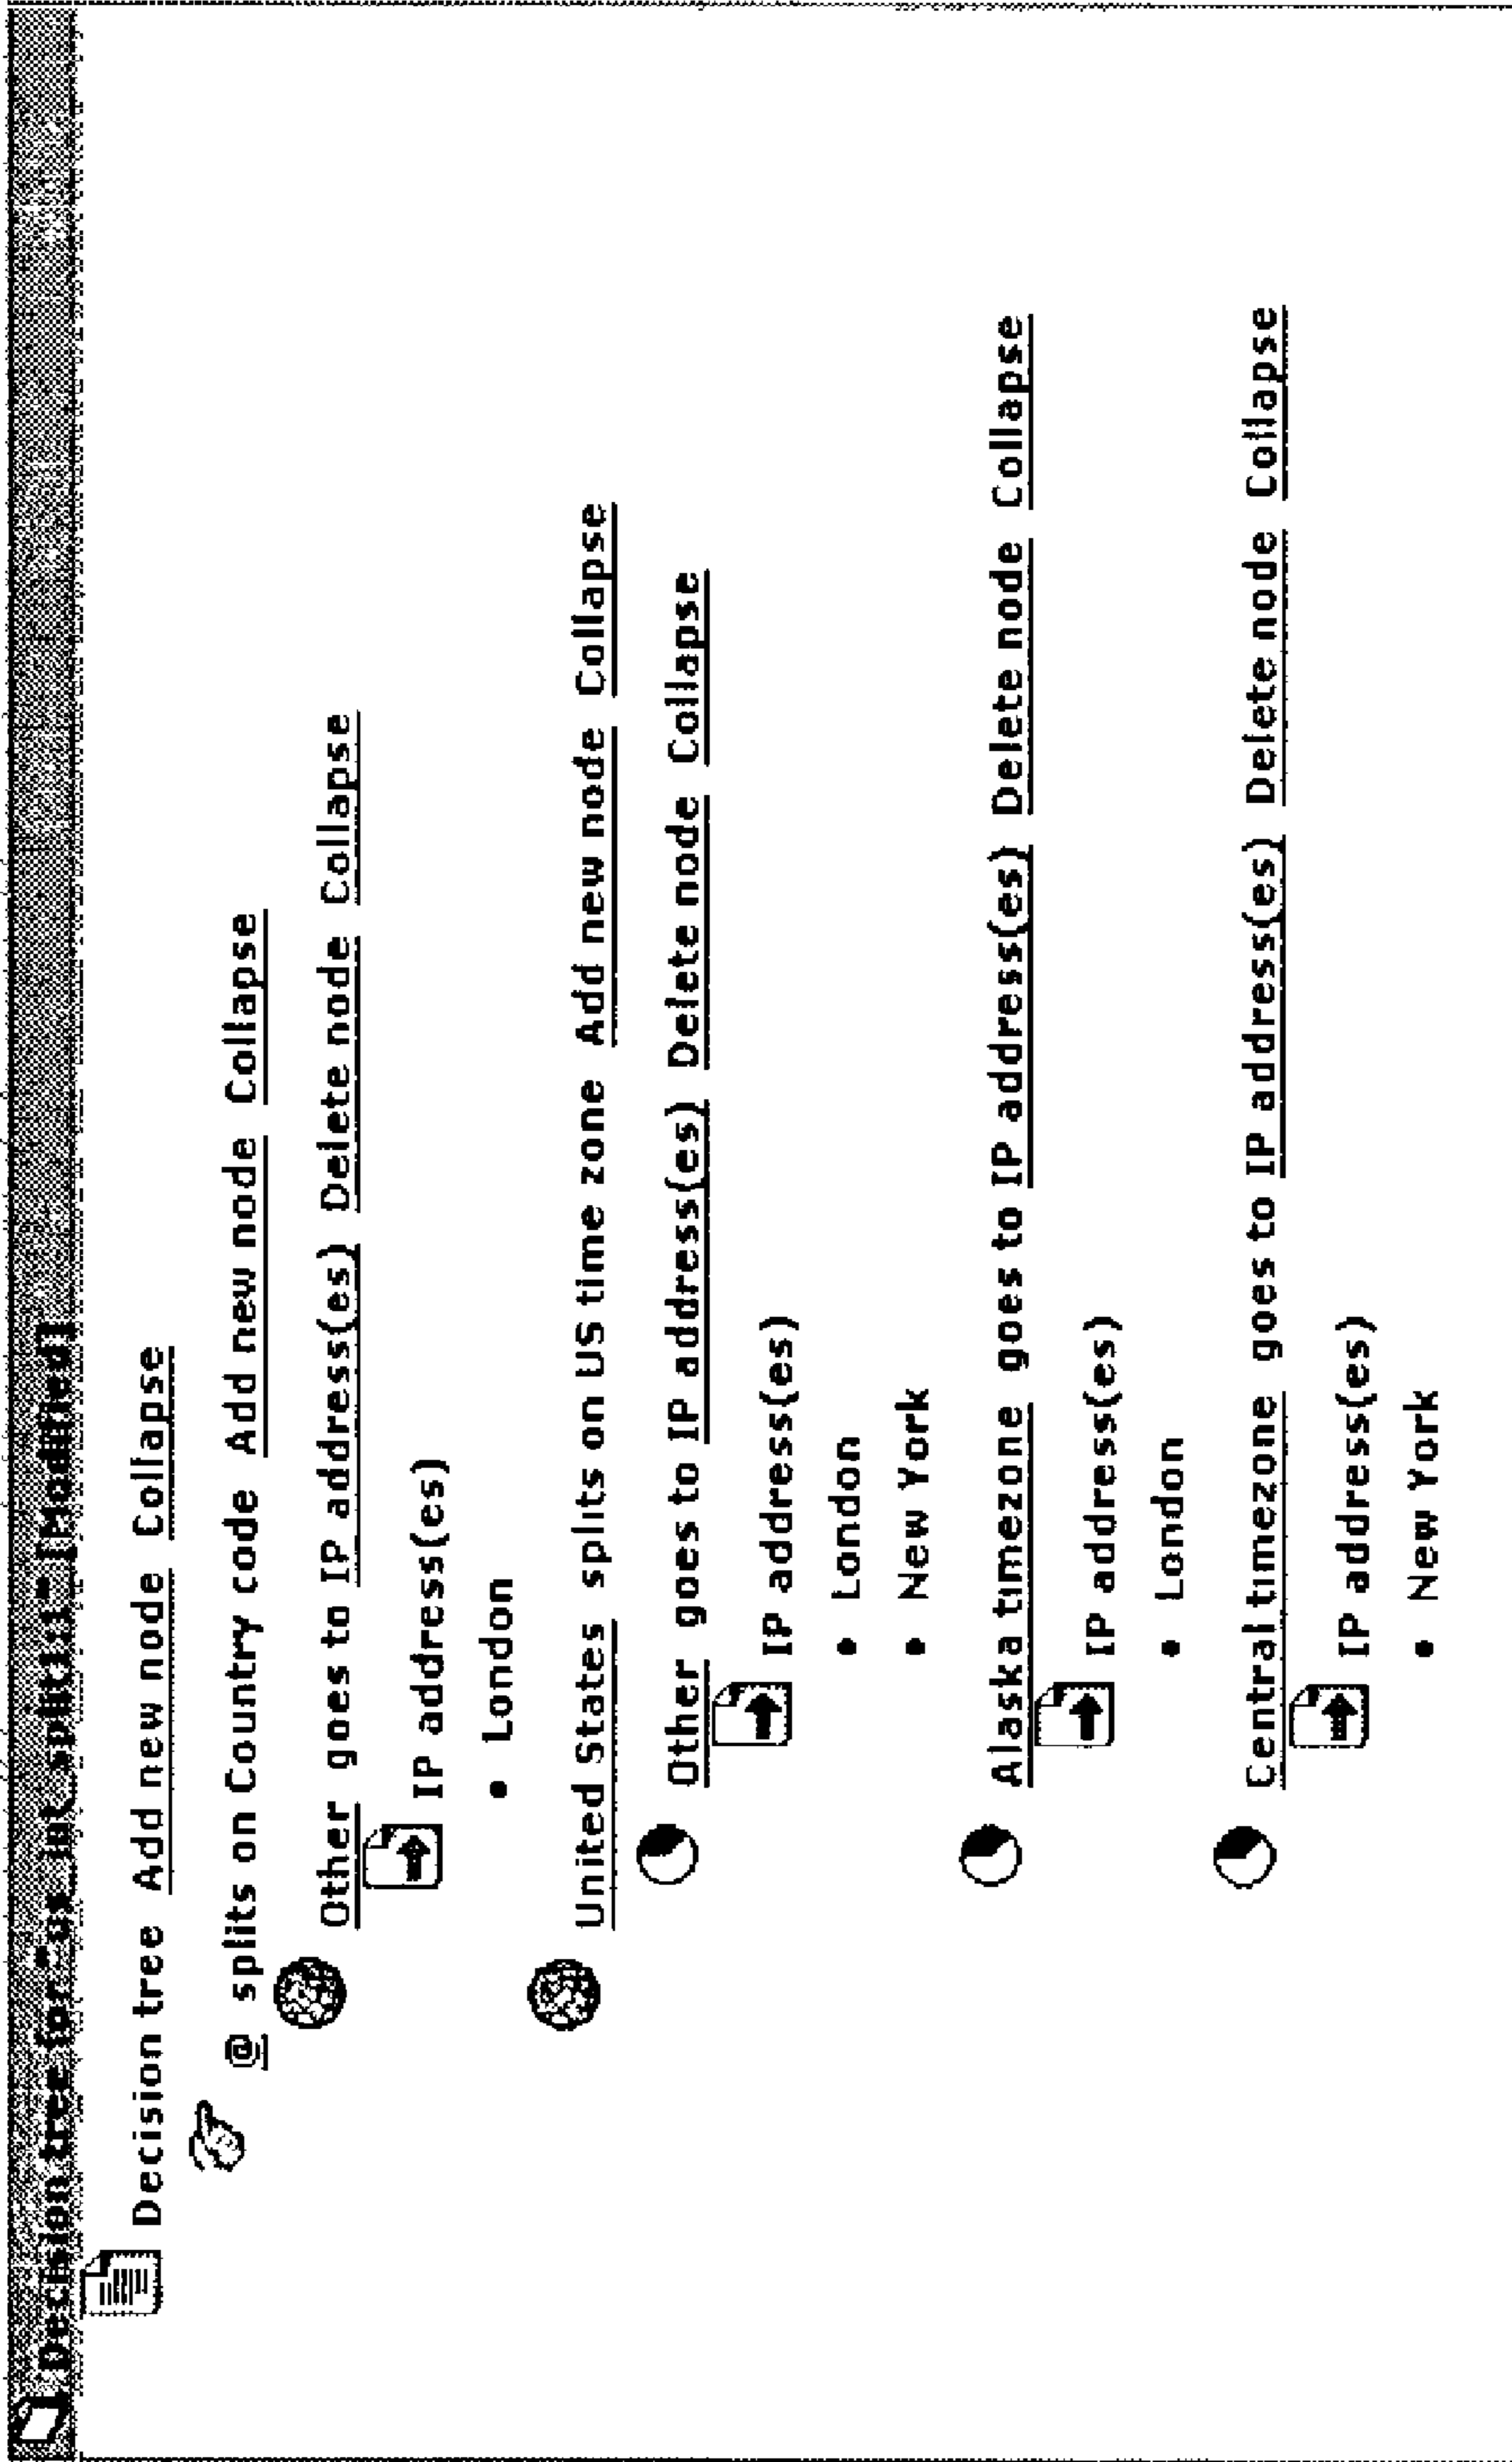 Decision tree for "us_int_split1" [Modified]
Decision tree Add new node Collapse
@ splits on Country code Add new node Collapse
Other goes to IP address(es) Delete node Collapse
IP address(es)
• London
United States splits on US time zone Add new node Collapse
Other goes to IP address(es) Delete node Collapse
IP address(es)
• London
• New York
Alaska timezone goes to IP address(es) Delete node Collapse
IP address(es)
• London
Central timezone goes to IP address(es) Delete node Collapse
IP address(es)
• New York